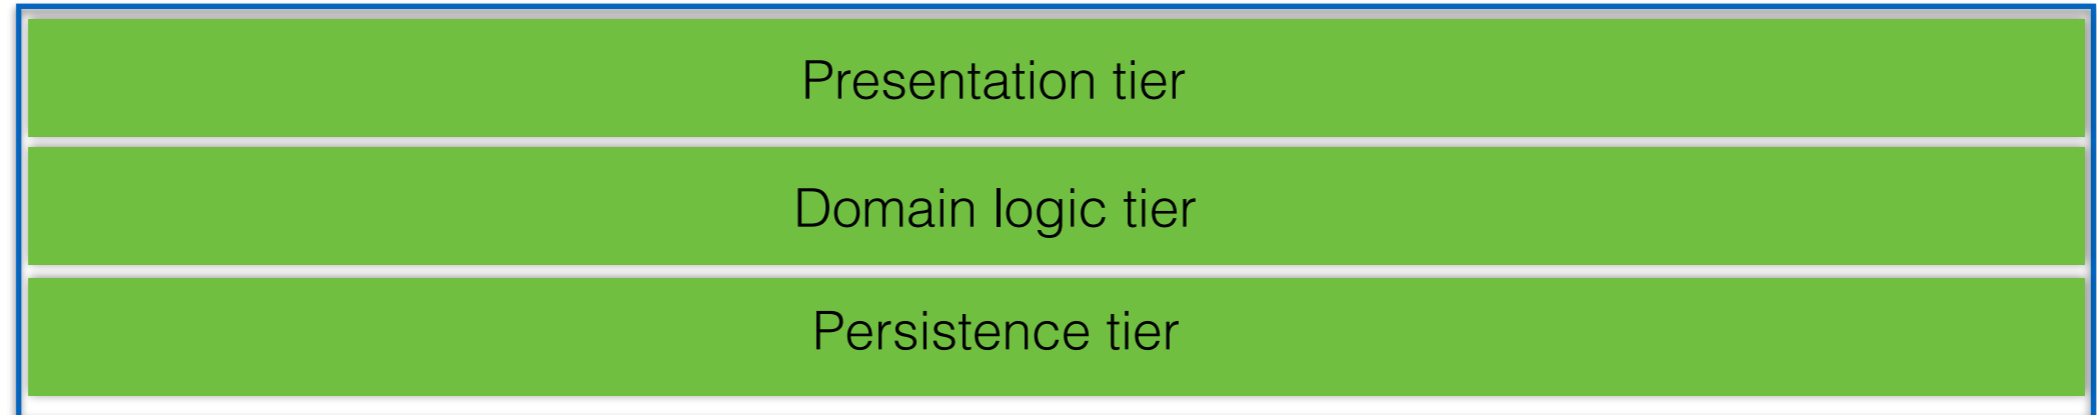 Presentation tier
Domain logic tier
Persistence tier